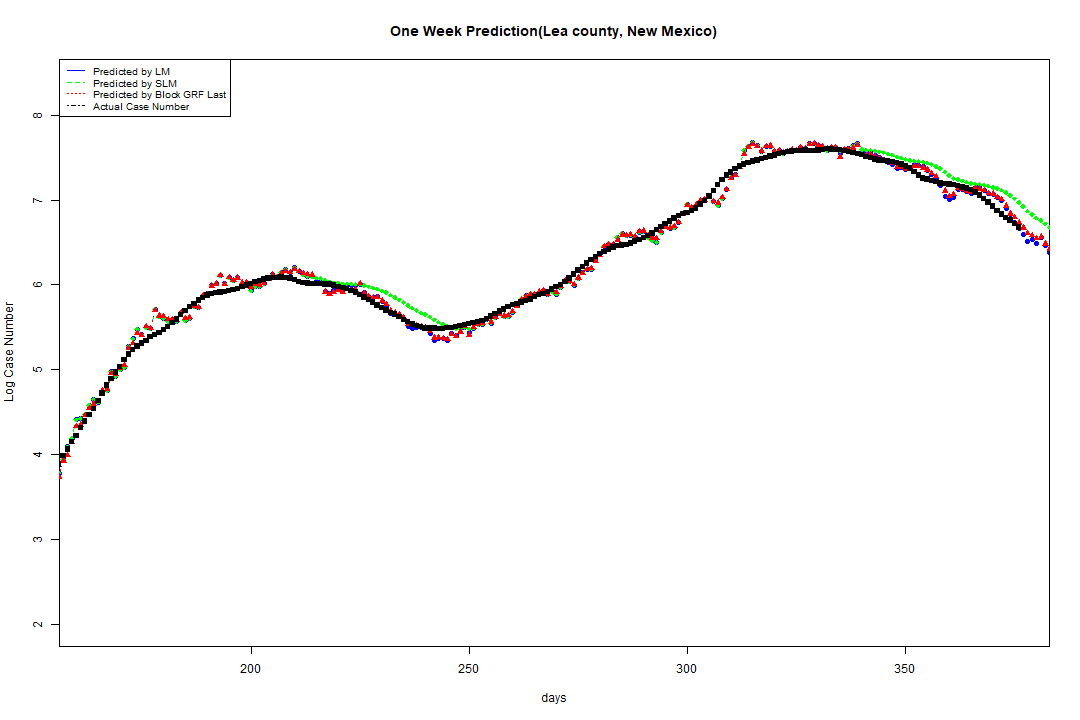 One Week Prediction(Lea county, New Mexico)
Predicted by LM
Predicted by SLM
Predicted by Block GRF Last
Actual Case Number
Log Case Number
8
7
6
5
4
3
2
200 250 300 350
days